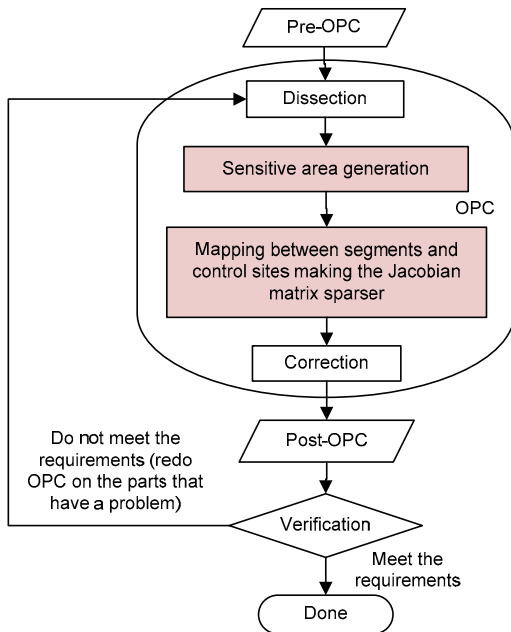 Pre-OPC
Dissection
Sensitive area generation
OPC
Mapping between segments and
control sites making the Jacobian
matrix sparser
Correction
Post-OPC
Do not meet the
requirements (redo
OPC on the parts that
have a problem)
Verification
Meet the
requirements
Done